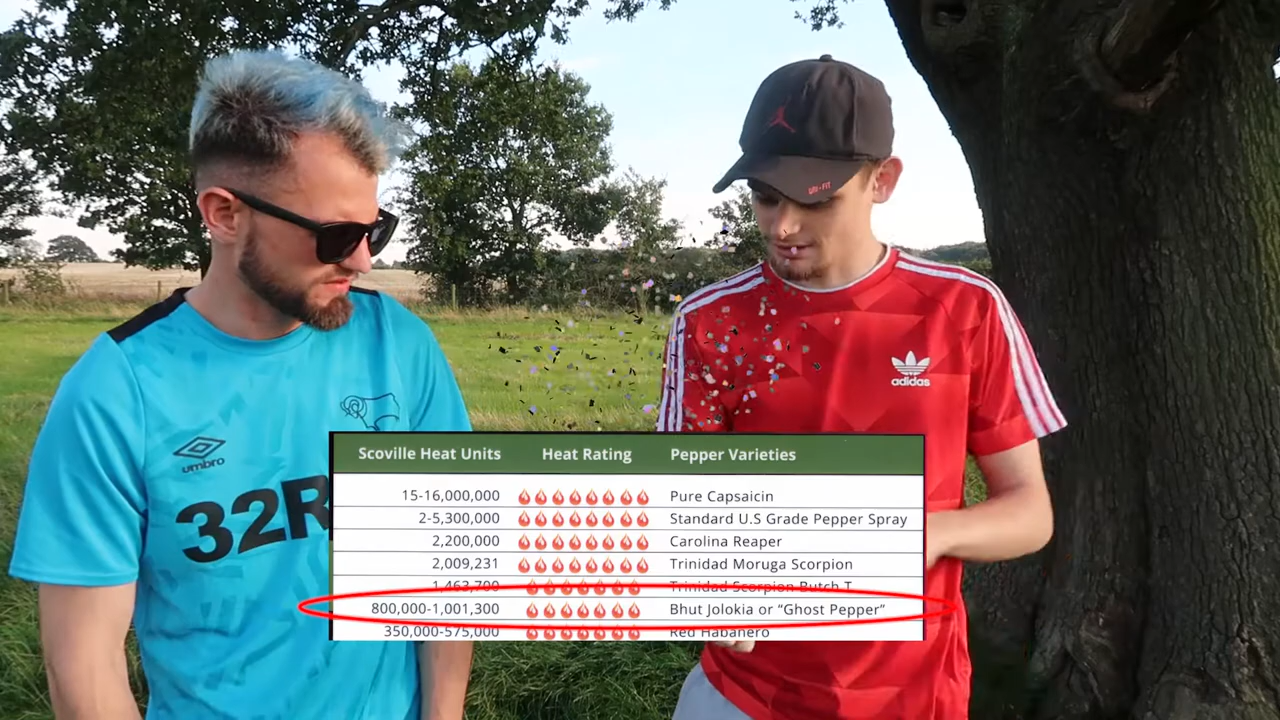 umbro
32R
adidas
Scoville Heat Units Heat Rating Pepper Varieties
15-16,000,000 Pure Capsaicin
2-5,300,000 Standard U.S Grade Pepper Spray
2,200,000 Carolina Reaper
2,009,231 Trinidad Moruga Scorpion
1,463,700 Trinidad Scorpion Butch T
800,000-1,001,300 Bhut Jolokia or “Ghost Pepper”
350,000-575,000 Red Habanero